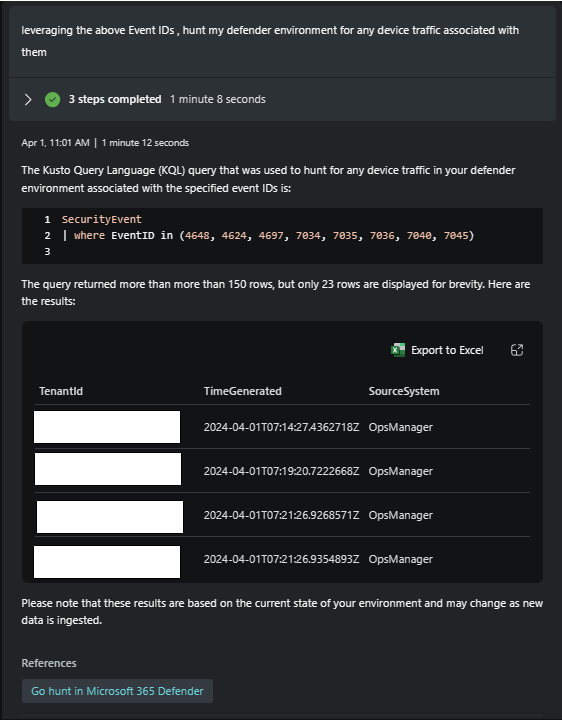 leveraging the above Event IDs , hunt my defender environment for any device traffic associated with
them
3 steps completed 1 minute 8 seconds
Apr 1, 11:01 AM | 1 minute 12 seconds
The Kusto Query Language (KQL) query that was used to hunt for any device traffic in your defender
environment associated with the specified event IDs is:
1 SecurityEvent
2 | where EventID in (4648, 4624, 4697, 7034, 7035, 7036, 7040, 7045)
3
The query returned more than more than 150 rows, but only 23 rows are displayed for brevity. Here are
the results:
Export to Excel
TenantId TimeGenerated SourceSystem
2024-04-01T07:14:27.4362718Z OpsManager
2024-04-01T07:19:20.7222668Z OpsManager
2024-04-01T07:21:26.9268571Z OpsManager
2024-04-01T07:21:26.9354893Z OpsManager
Please note that these results are based on the current state of your environment and may change as new
data is ingested.
References
Go hunt in Microsoft 365 Defender